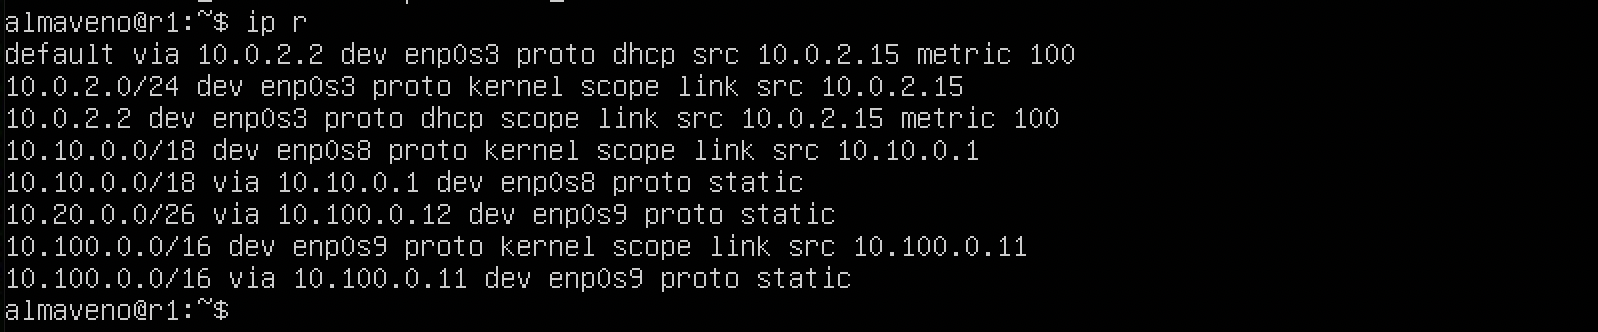 almaveno@r1:~$ ip r
default via 10.0.2.2 dev enp0s3 proto dhcp src 10.0.2.15 metric 100
10.0.2.0/24 dev enp0s3 proto kernel scope link src 10.0.2.15
10.0.2.2 dev enp0s3 proto dhcp scope link src 10.0.2.15 metric 100
10.10.0.0/18 dev enp0s8 proto kernel scope link src 10.10.0.1
10.10.0.0/18 via 10.10.0.1 dev enp0s8 proto static
10.20.0.0/26 via 10.100.0.12 dev enp0s9 proto static
10.100.0.0/16 dev enp0s9 proto kernel scope link src 10.100.0.11
10.100.0.0/16 via 10.100.0.11 dev enp0s9 proto static
almaveno@r1:~$